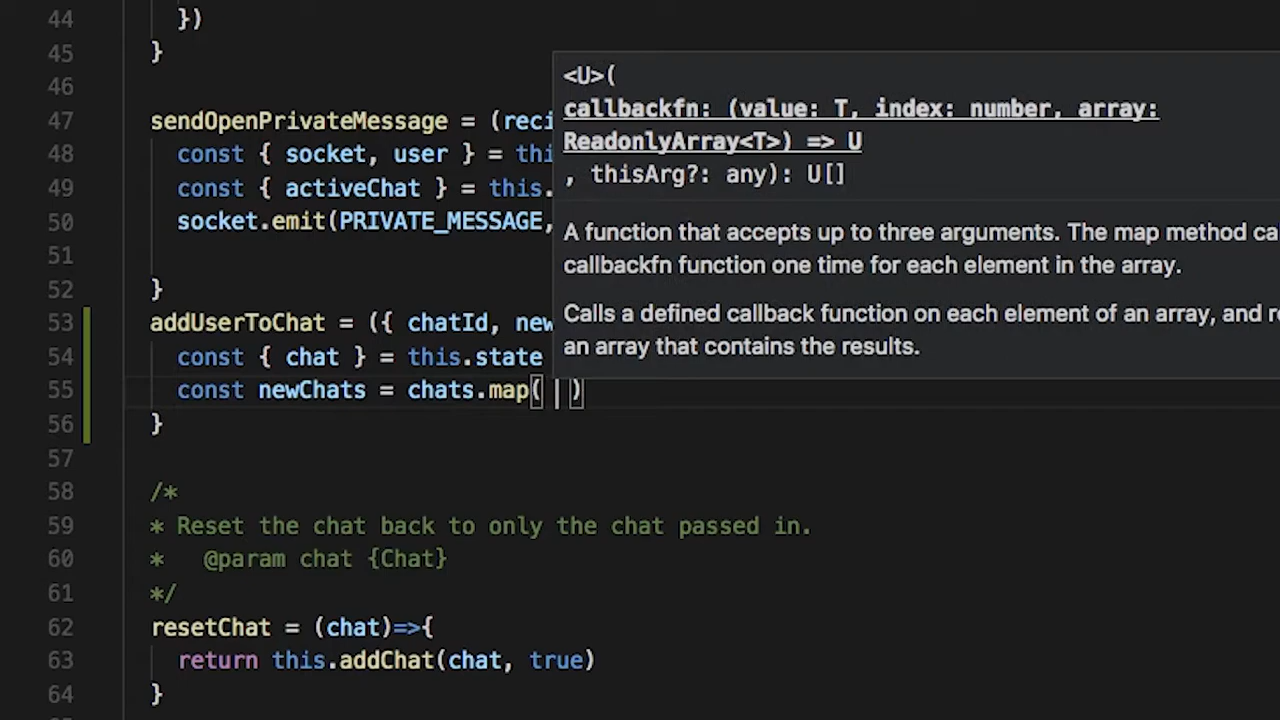 44 })
45 }
46
47 sendOpenPrivateMessage = (reci
48 const { socket, user } = thi
49 const { activeChat } = this.
50 socket.emit(PRIVATE_MESSAGE,
51
52 }
53 addUserToChat = ({ chatId, new
54 const { chat } = this.state
55 const newChats = chats.map( )
56 }
57
58 /*
59 * Reset the chat back to only the chat passed in.
60 * @param chat {Chat}
61 */
62 resetChat = (chat)=>{
63 return this.addChat(chat, true)
64 }
<U>(
callbackfn: (value: T, index: number, array:
ReadonlyArray<T>) => U
, thisArg?: any): U[]
A function that accepts up to three arguments. The map method ca
callbackfn function one time for each element in the array.
Calls a defined callback function on each element of an array, and re
an array that contains the results.